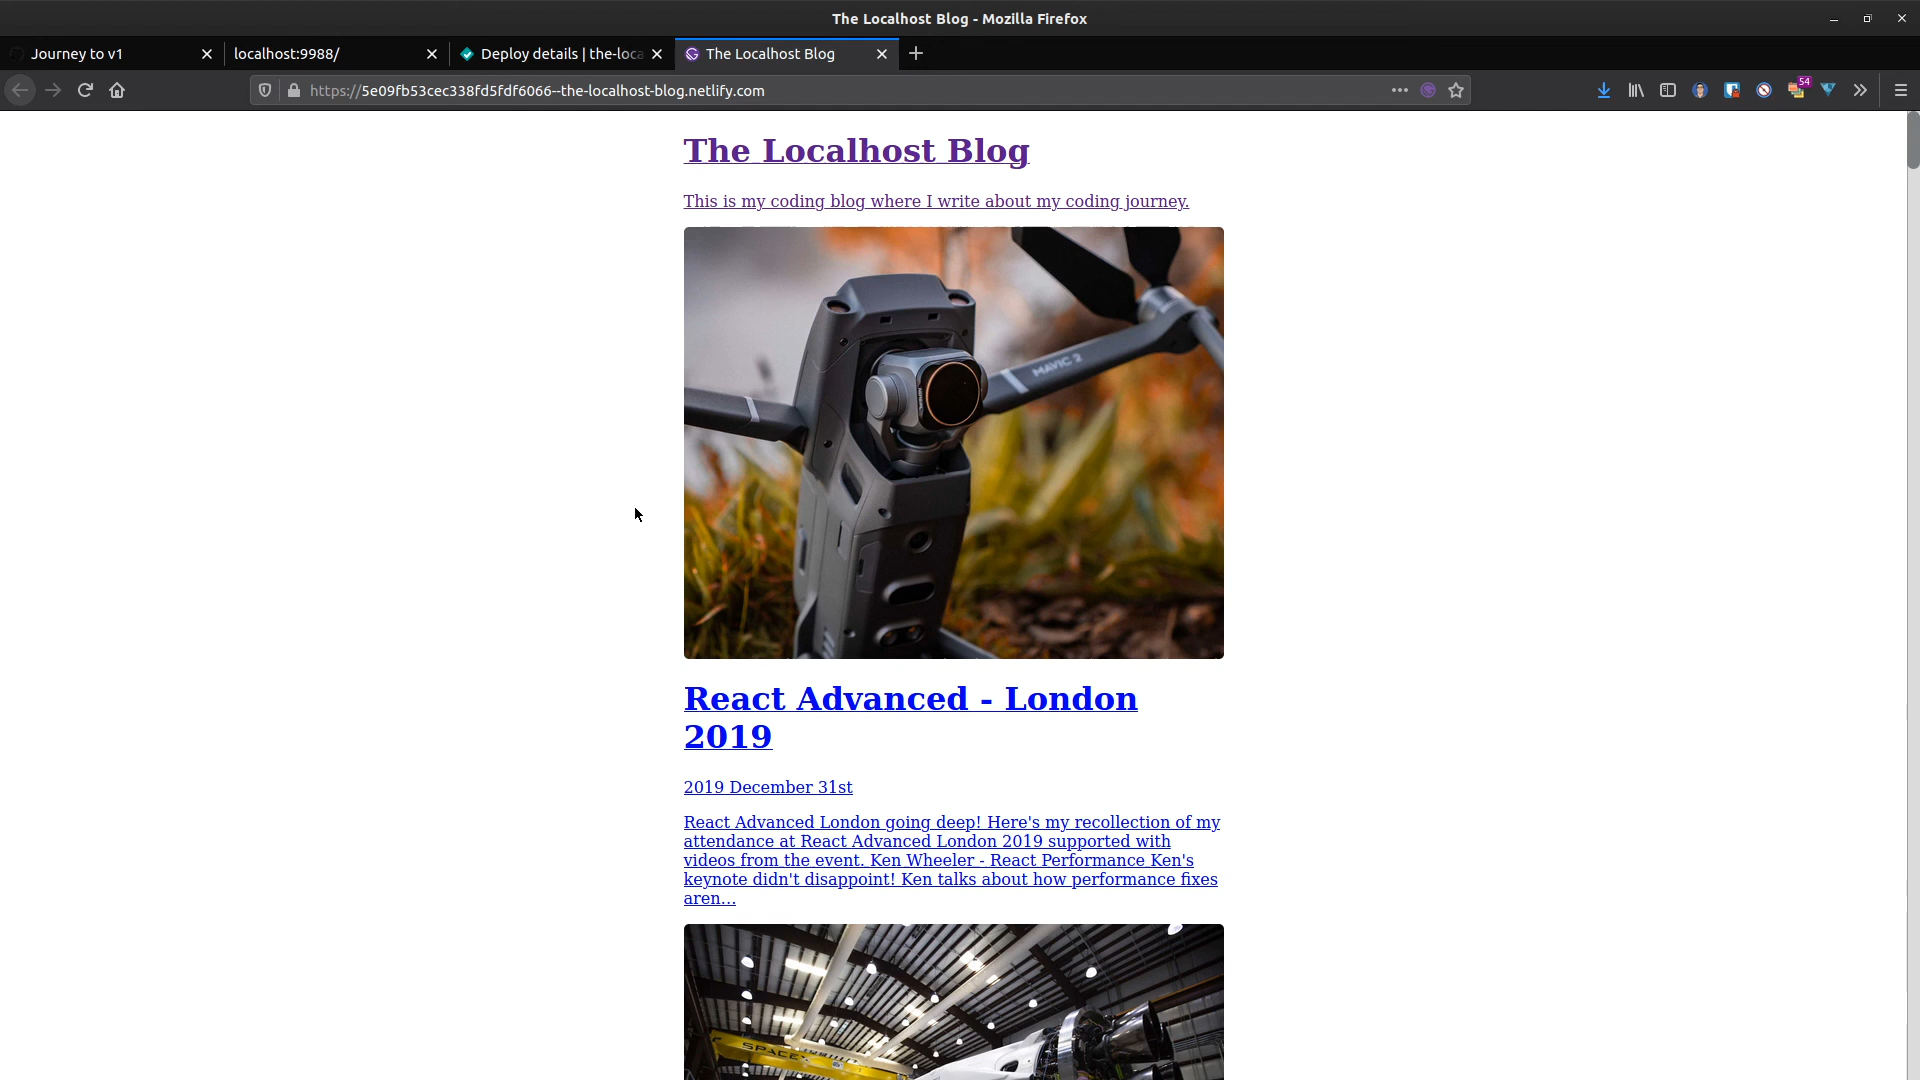 The Localhost Blog - Mozilla Firefox
Journey to v1
localhost:9988/
Deploy details | the-loca
The Localhost Blog
https://5e09fb53cec338fd5fdf6066--the-localhost-blog.netlify.com
54
The Localhost Blog
This is my coding blog where I write about my coding journey.
MAVIC 2
React Advanced - London
2019
2019 December 31st
React Advanced London going deep! Here's my recollection of my
attendance at React Advanced London 2019 supported with
videos from the event. Ken Wheeler - React Performance Ken's
keynote didn't disappoint! Ken talks about how performance fixes
aren…
SPACEX